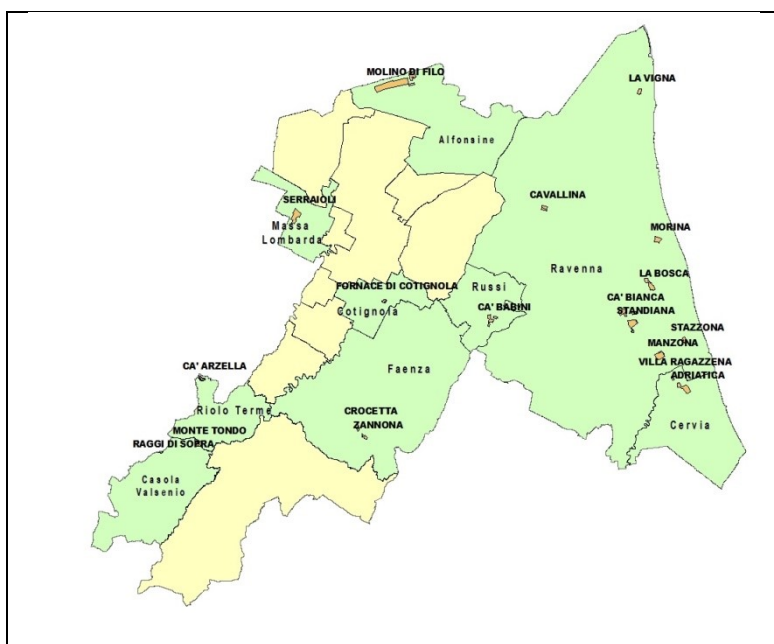 MOLINO DI FILO
LA VIGNA
Alfonsine
CAVALLINA
SERRAIOLI
Massa
Lombarda
MORINA
Ravenna
LA BOSCA
Russi
FORNACE DI COTIGNOLA
CA' BIANCA
CA' BABINI
STANDIANA
Cotignola
STAZZONA
MANZONA
CA' ARZELLA
Faenza
VILLA RAGAZZENA
ADRIATICA
Riolo Terme
CROCETTA
ZANNONA
Cervia
MONTE TONDO
RAGGI DI SOPRA
Casola
Valsenio